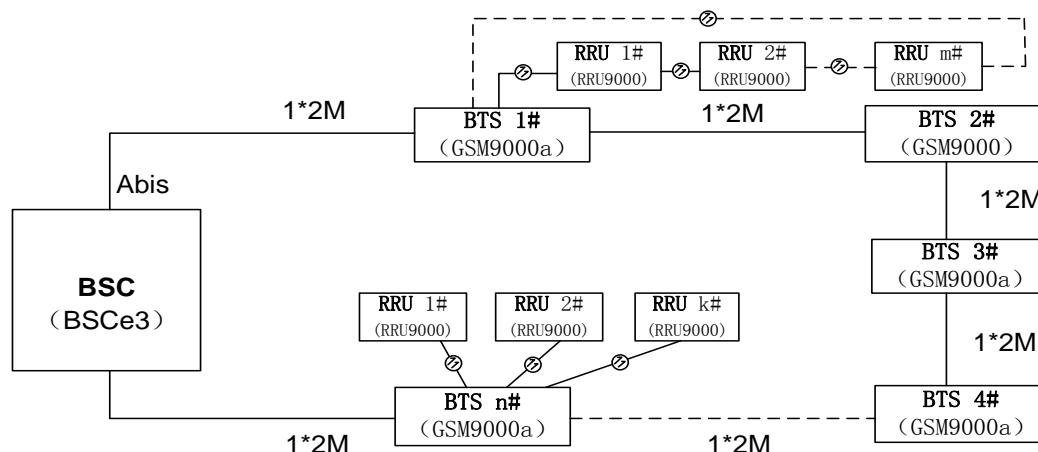 RRU 1#
(RRU9000)
RRU 2#
(RRU9000)
RRU m#
(RRU9000)
1*2M
BTS 1#
（GSM9000a）
1*2M
BTS 2#
（GSM9000）
Abis
1*2M
BSC
（BSCe3）
BTS 3#
（GSM9000a）
RRU 1#
(RRU9000)
RRU 2#
(RRU9000)
RRU k#
(RRU9000)
1*2M
BTS n#
（GSM9000a）
BTS 4#
（GSM9000a）
1*2M
1*2M